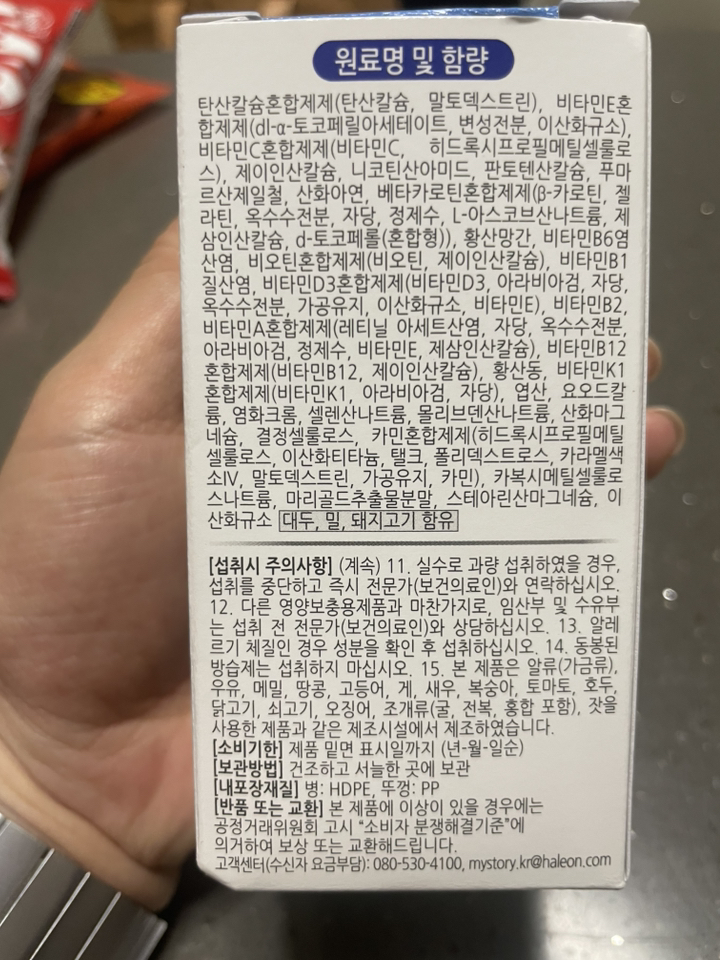 원료명 및 함량
탄산칼슘혼합제제(탄산칼슘, 말토덱스트린), 비타민E혼
합제제(dl-α-토코페릴아세테이트, 변성전분, 이산화규소),
비타민C혼합제제(비타민C, 히드록시프로필메틸셀룰로
스), 제이인산칼슘, 니코틴산아미드, 판토텐산칼슘, 푸마
르산제일철, 산화아연, 베타카로틴혼합제제(β-카로틴, 젤
라틴, 옥수수전분, 자당, 정제수, L-아스코브산나트륨, 제
삼인산칼슘, d-토코페롤(혼합형)), 황산망간, 비타민B6염
산염, 비오틴혼합제제(비오틴, 제이인산칼슘), 비타민B1
질산염, 비타민D3혼합제제(비타민D3, 아라비아검, 자당,
옥수수전분, 가공유지, 이산화규소, 비타민E), 비타민B2,
비타민A혼합제제(레티닐 아세트산염, 자당, 옥수수전분,
아라비아검, 정제수, 비타민E, 제삼인산칼슘), 비타민B12
혼합제제(비타민B12, 제이인산칼슘), 황산동, 비타민K1
혼합제제(비타민K1, 아라비아검, 자당), 엽산, 요오드칼
륨, 염화크롬, 셀렌산나트륨, 몰리브덴산나트륨, 산화마그
네슘, 결정셀룰로스, 카민혼합제제(히드록시프로필메틸
셀룰로스, 이산화티타늄, 탤크, 폴리덱스트로스, 카라멜색
소IV, 말토덱스트린, 가공유지, 카민), 카복시메틸셀룰로
스나트륨, 마리골드추출물분말, 스테아린산마그네슘, 이
산화규소 대두, 밀, 돼지고기 함유
[섭취시 주의사항] (계속) 11. 실수로 과량 섭취하였을 경우,
섭취를 중단하고 즉시 전문가(보건의료인)와 연락하십시오.
12. 다른 영양보충용제품과 마찬가지로, 임산부 및 수유부
는 섭취 전 전문가(보건의료인)와 상담하십시오. 13. 알레
르기 체질인 경우 성분을 확인 후 섭취하십시오. 14. 동봉된
방습제는 섭취하지 마십시오. 15. 본 제품은 알류(가금류),
우유, 메밀, 땅콩, 고등어, 게, 새우, 복숭아, 토마토, 호두,
닭고기, 쇠고기, 오징어, 조개류(굴, 전복, 홍합 포함), 잣을
사용한 제품과 같은 제조시설에서 제조하였습니다.
[소비기한] 제품 밑면 표시일까지 (년-월-일순)
[보관방법] 건조하고 서늘한 곳에 보관
[내포장재질] 병: HDPE, 뚜껑: PP
[반품 또는 교환] 본 제품에 이상이 있을 경우에는
공정거래위원회 고시 “소비자 분쟁해결기준”에
의거하여 보상 또는 교환해드립니다.
고객센터(수신자 요금부담): 080-530-4100, mystory.kr@haleon.com